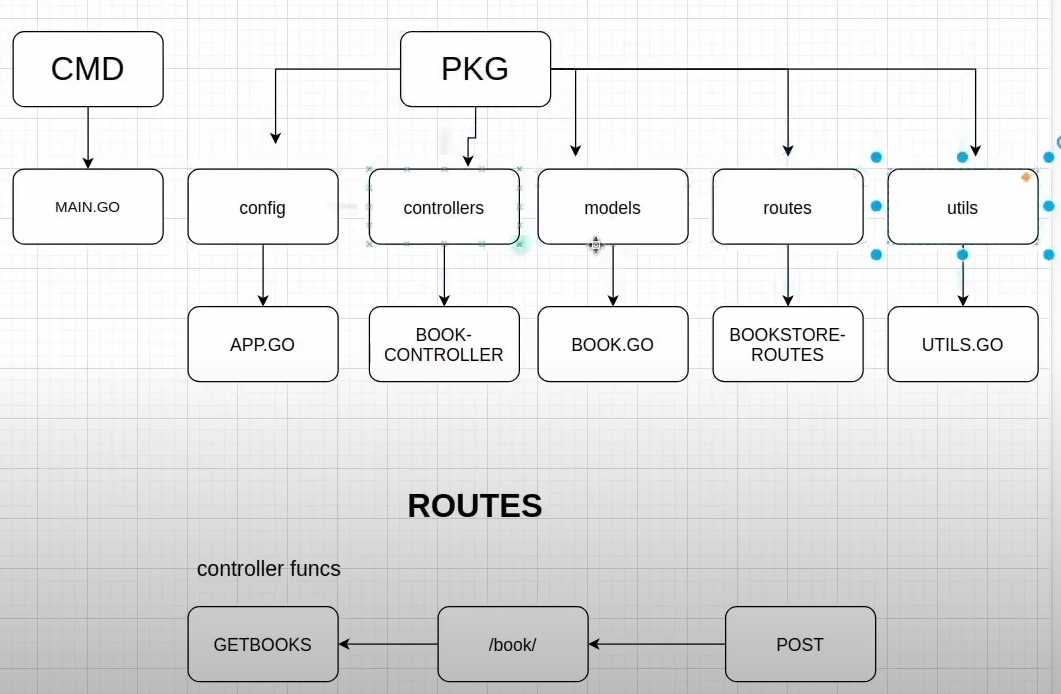 CMD
PKG
MAIN.GO
config
controllers
models
routes
utils
APP.GO
BOOK-
CONTROLLER
BOOK.GO
BOOKSTORE-
ROUTES
UTILS.GO
ROUTES
controller funcs
GETBOOKS
/book/
POST